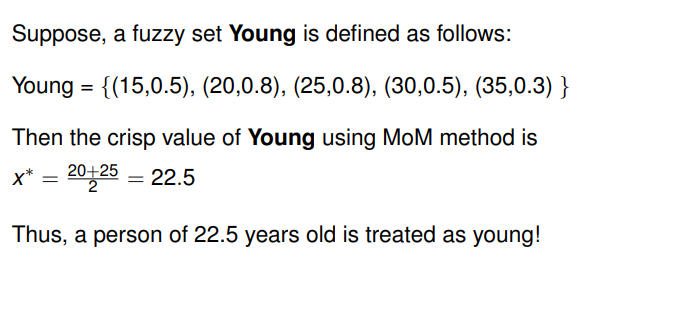 Suppose, a fuzzy set Young is defined as follows:
Young = {(15,0.5), (20,0.8), (25,0.8), (30,0.5), (35,0.3) }
Then the crisp value of Young using MoM method is
x* = \frac{20+25}{2} = 22.5
Thus, a person of 22.5 years old is treated as young!